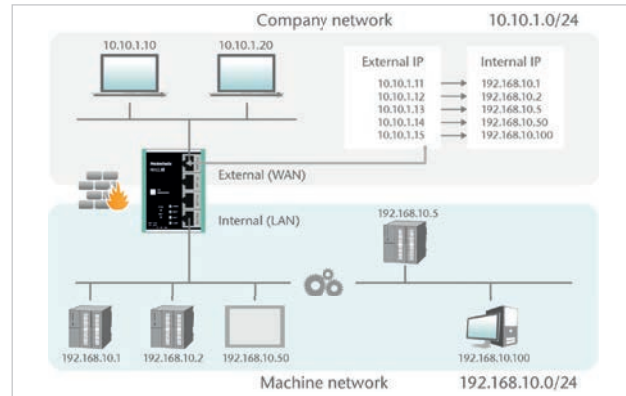 Company network 10.10.1.0/24
10.10.1.10 10.10.1.20
External IP Internal IP
10.10.1.11 192.168.10.1
10.10.1.12 192.168.10.2
10.10.1.13 192.168.10.5
10.10.1.14 192.168.10.50
10.10.1.15 192.168.10.100
External (WAN)
Internal (LAN)
192.168.10.5
192.168.10.1 192.168.10.2 192.168.10.50 192.168.10.100
Machine network 192.168.10.0/24